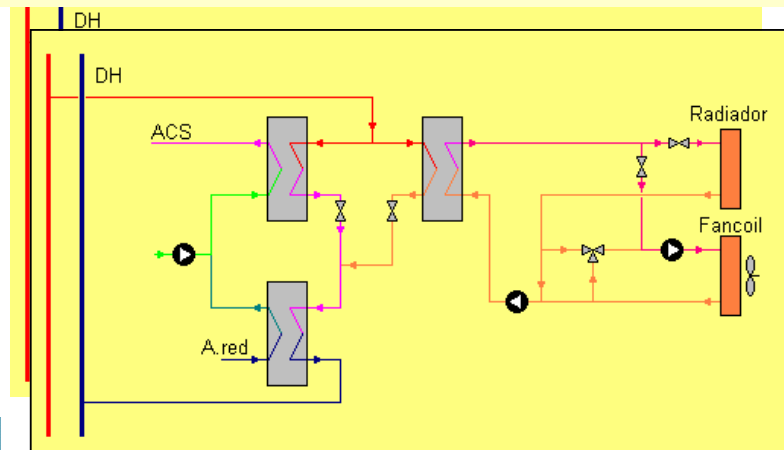 DH
DH
ACS
Radiador
Fancoil
A.red